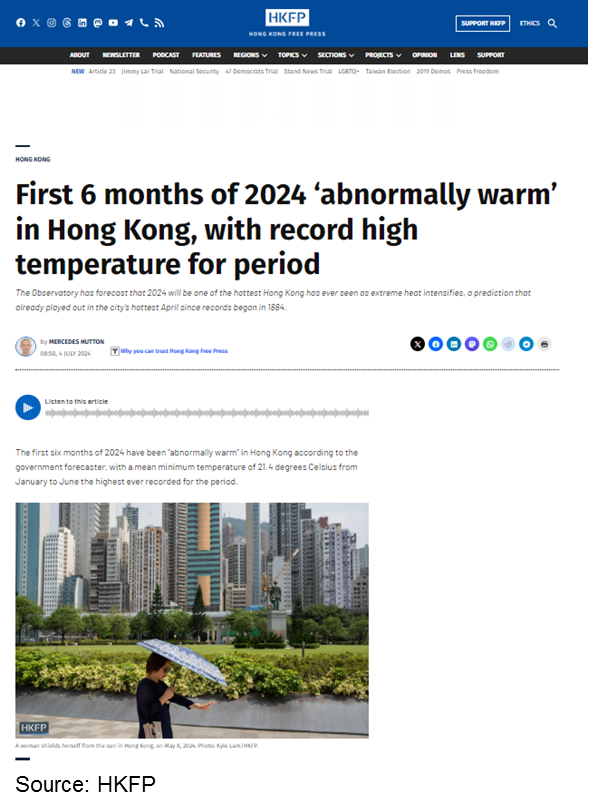 HKFP
HONG KONG FREE PRESS
SUPPORT HKFP
ETHICS
ABOUT NEWSLETTER PODCAST FEATURES REGIONS TOPICS SECTIONS PROJECTS OPINION LENS SUPPORT
NEW Article 23 Jimmy Lai Trial National Security 47 Democrats Trial Stand News Trial LGBTQ+ Taiwan Election 2019 Demos Press Freedom
HONG KONG
First 6 months of 2024 ‘abnormally warm’
in Hong Kong, with record high
temperature for period
The Observatory has forecast that 2024 will be one of the hottest Hong Kong has ever seen as extreme heat intensifies, a prediction that
already played out in the city's hottest April since records began in 1884.
by MERCEDES HUTTON
08:50, 4 JULY 2024
T Why you can trust Hong Kong Free Press
Listen to this article
The first six months of 2024 have been "abnormally warm" in Hong Kong according to the
government forecaster, with a mean minimum temperature of 21.4 degrees Celsius from
January to June the highest ever recorded for the period.
HKFP
A woman shields herself from the sun in Hong Kong, on May 8, 2024. Photo: Kyle Lam/HKFP.
Source: HKFP